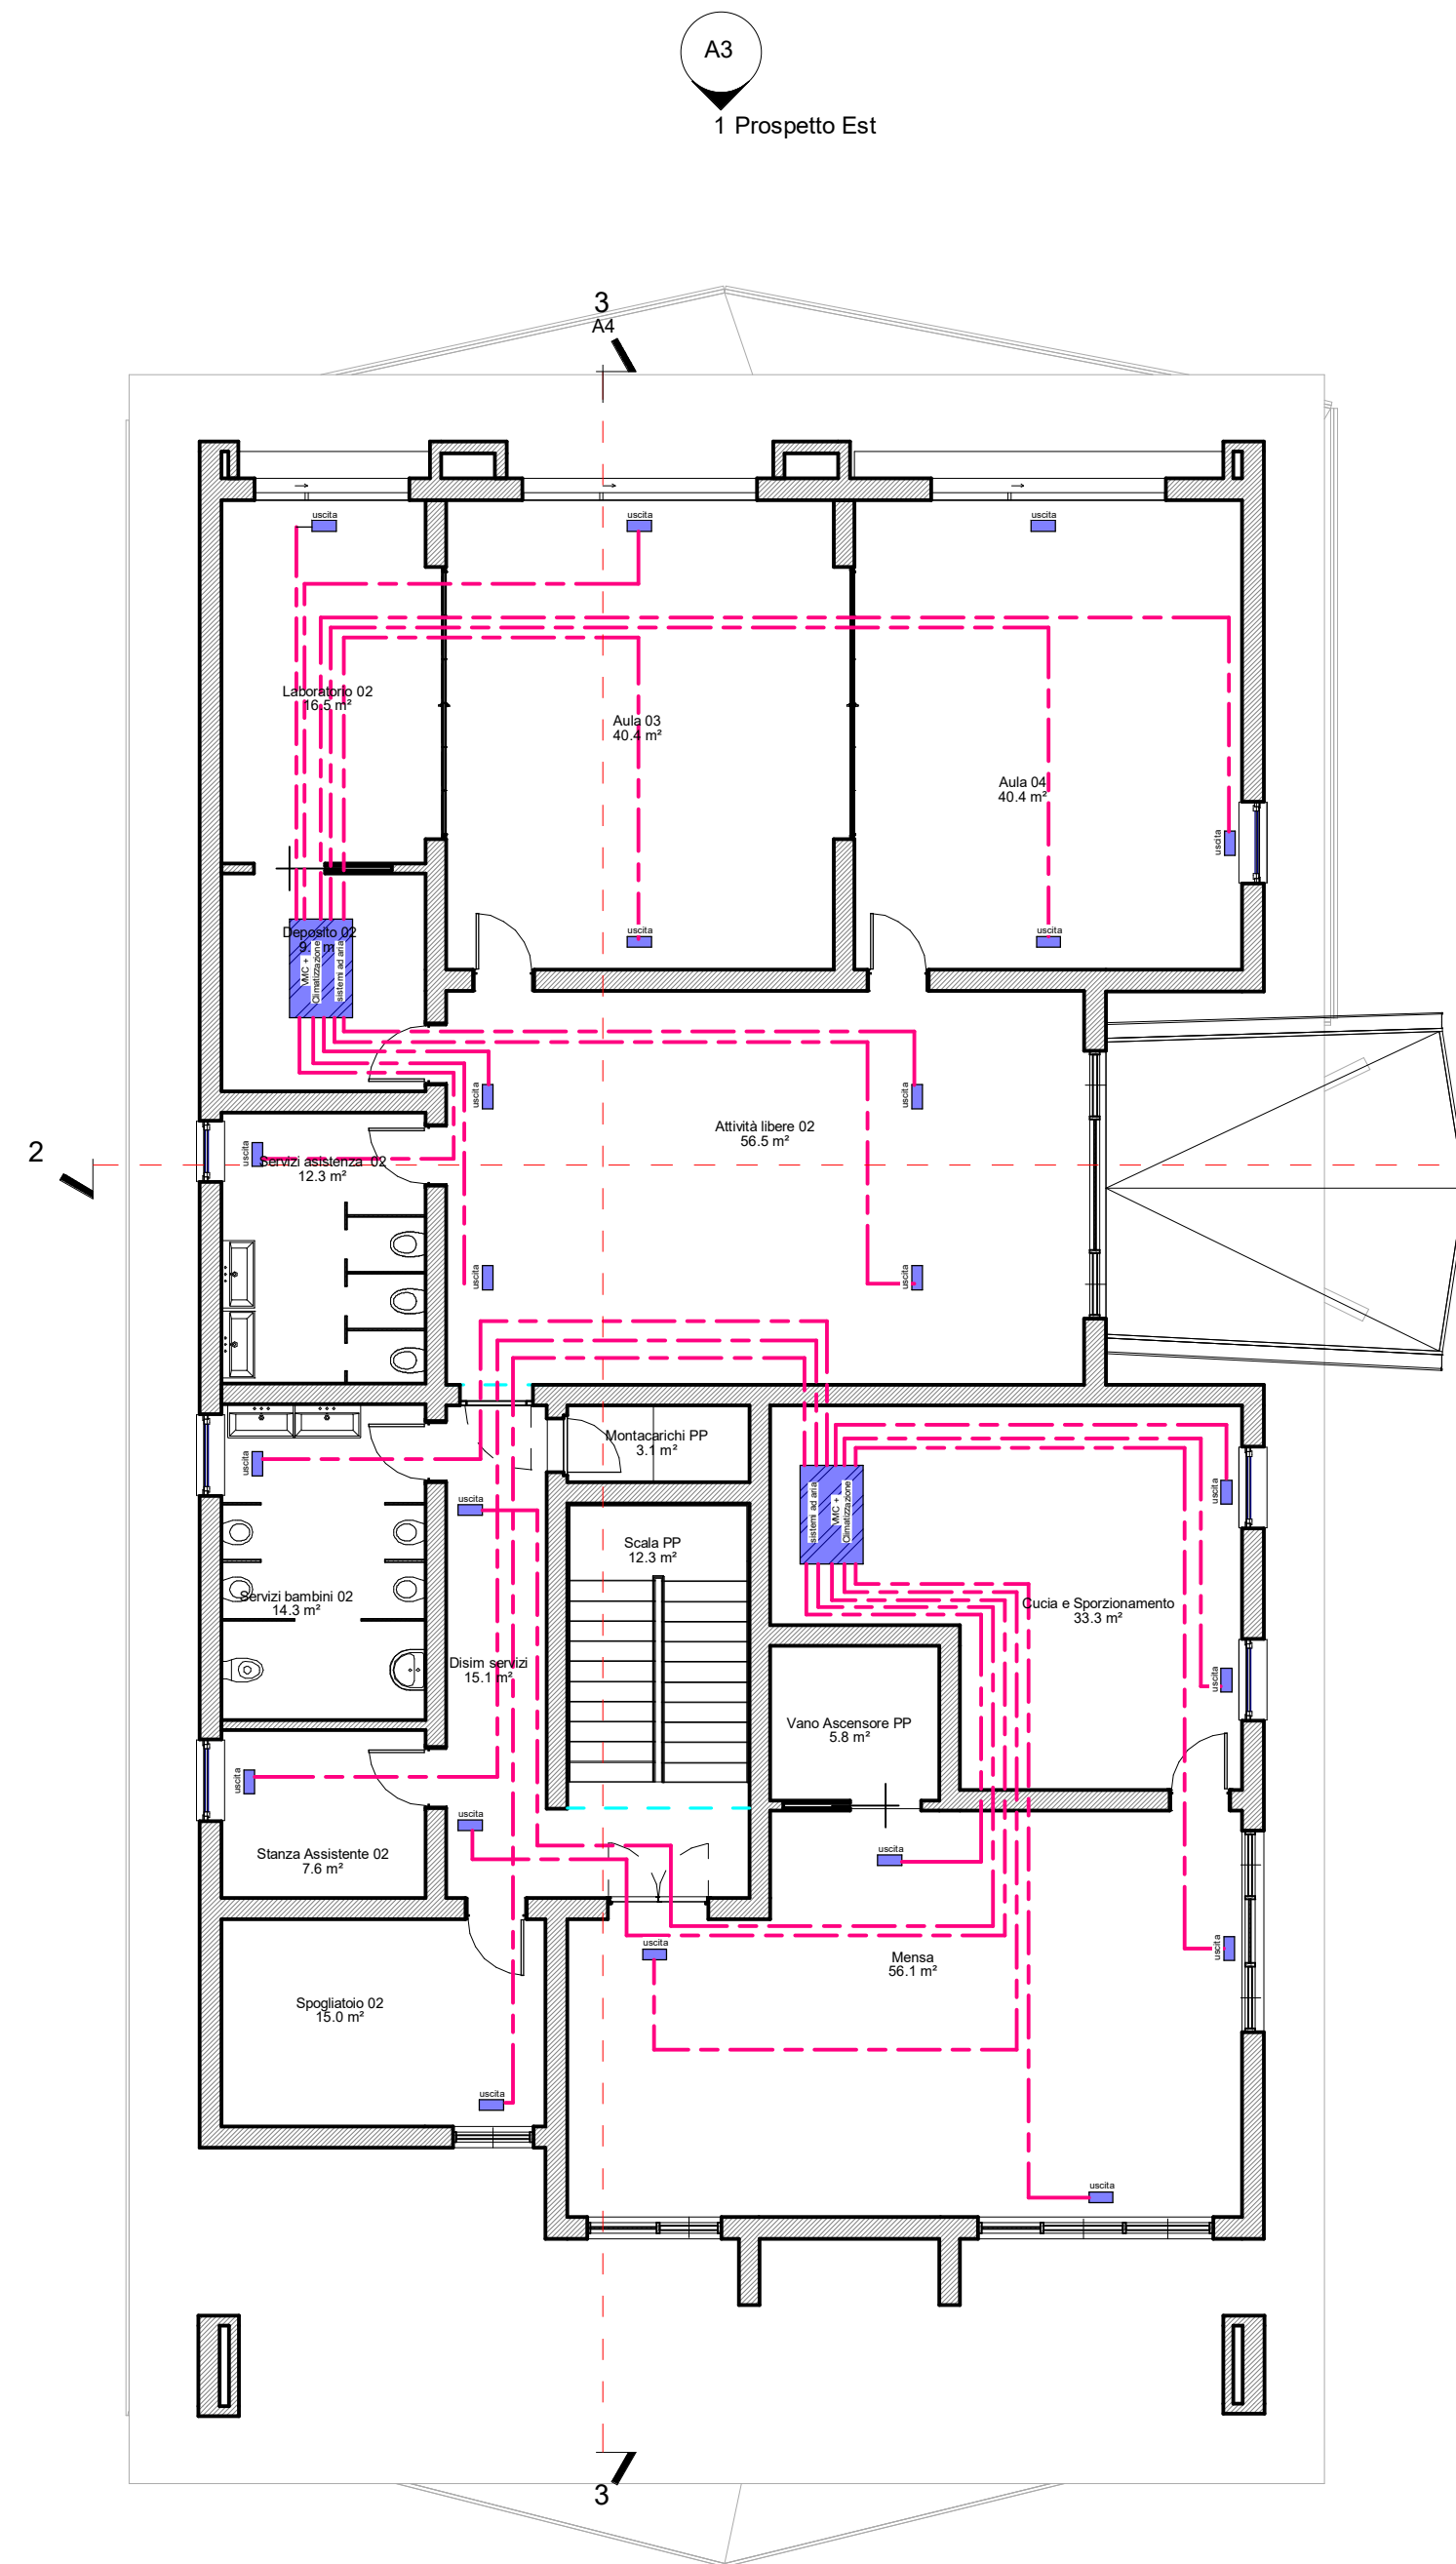 A3
1 Prospetto Est
3
A4
uscita
uscita
uscita
Laboratorio 02
16.5 m²
Aula 03
40.4 m²
Aula 04
40.4 m²
uscita
uscita
uscita
Deposito 02
VMC +
Climatizzazione
sistemi ad aria
uscita
uscita
Attività libere 02
56.5 m²
2
uscita
Servizi asistenza 02
12.3 m²
uscita
uscita
Montacarichi PP
3.1 m²
uscita
uscita
uscita
sistemi ad aria
VMC +
Climatizzazione
Scala PP
12.3 m²
Servizi bambini 02
14.3 m²
Cucia e Sporzionamento
33.3 m²
Disim servizi
15.1 m²
uscita
Vano Ascensore PP
5.8 m²
uscita
uscita
Stanza Assistente 02
7.6 m²
uscita
uscita
uscita
Mensa
56.1 m²
Spogliatoio 02
15.0 m²
uscita
uscita
3